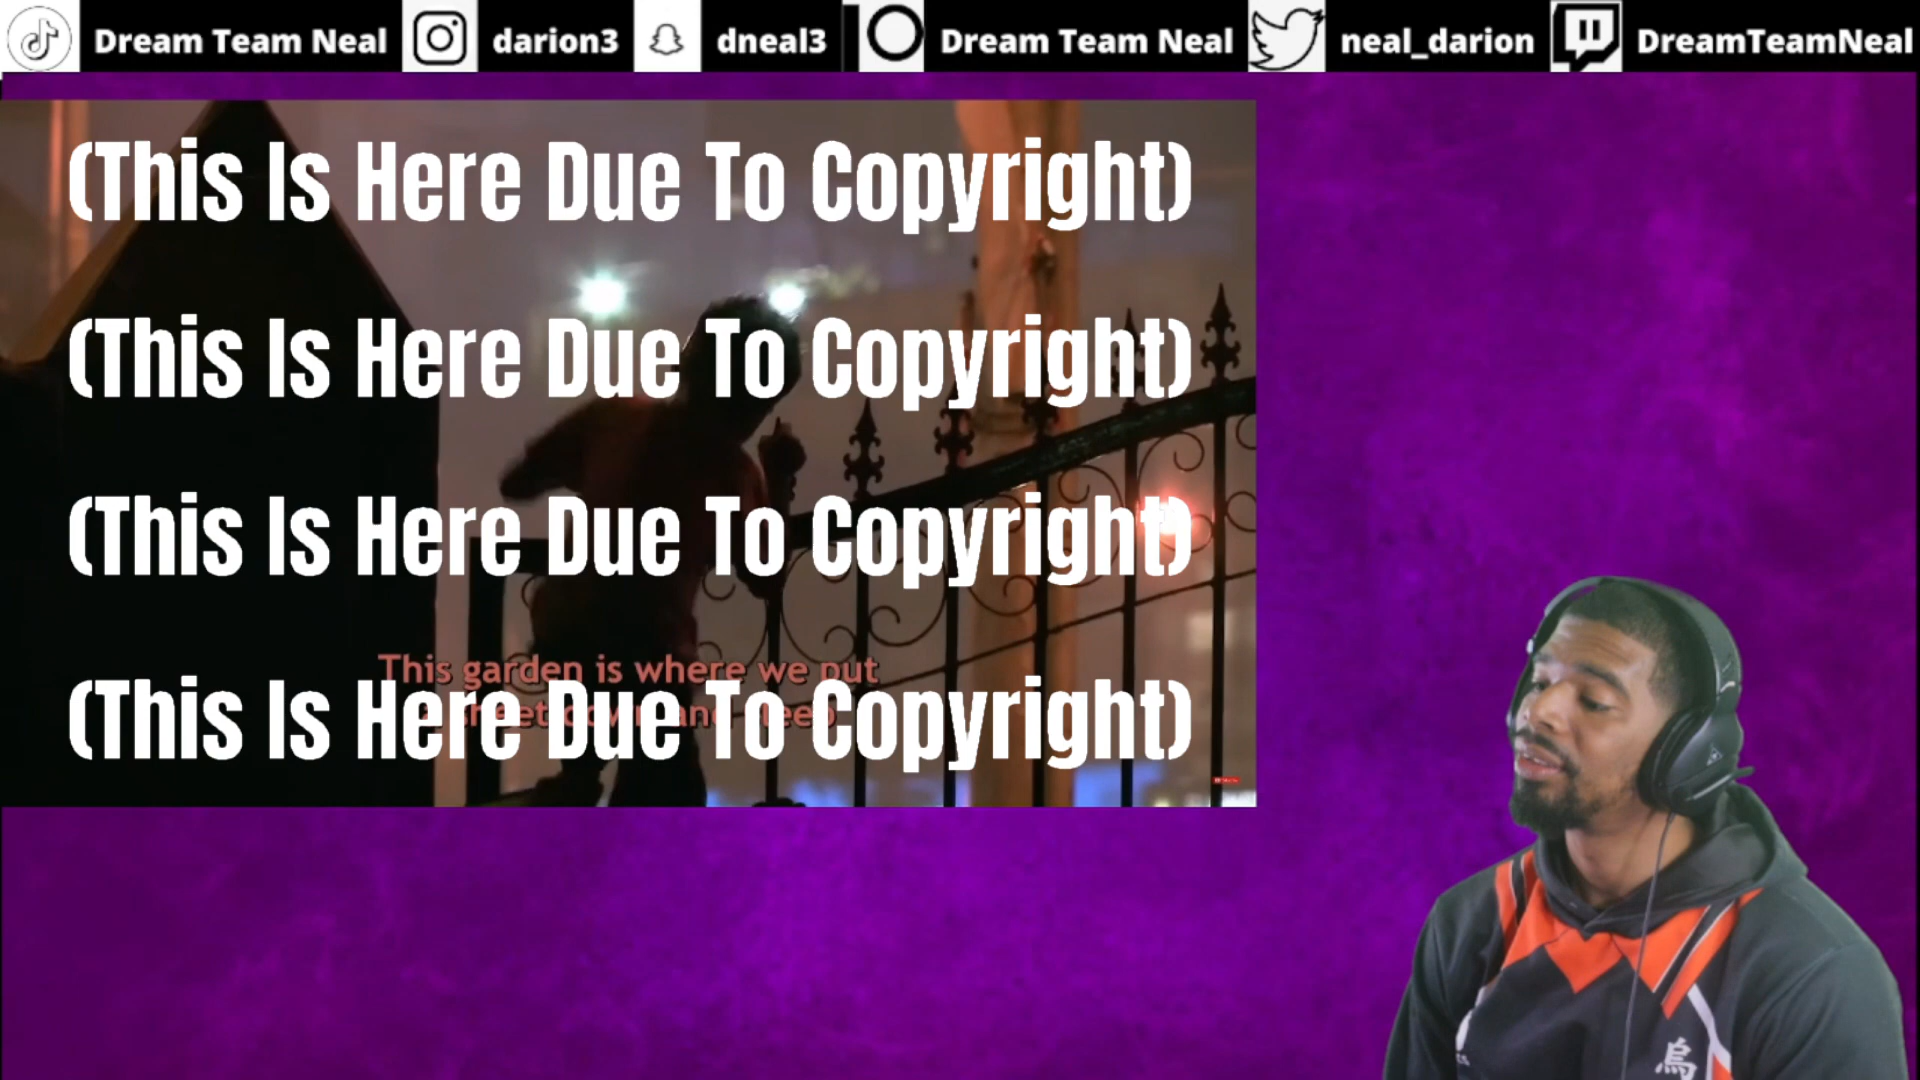 Dream Team Neal darion3 dneal3 Dream Team Neal neal_darion DreamTeamNeal
(This Is Here Due To Copyright)
(This Is Here Due To Copyright)
(This Is Here Due To Copyright)
This garden is where we put
(This Is Here Due To Copyright)
烏